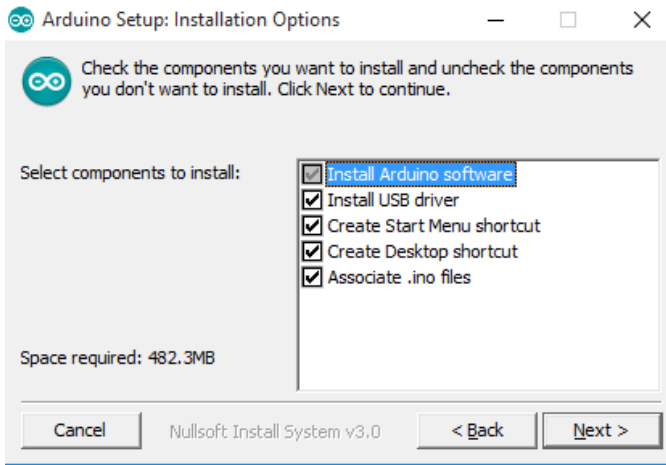 Arduino Setup: Installation Options
Check the components you want to install and uncheck the components
you don't want to install. Click Next to continue.
Select components to install:
Install Arduino software
Install USB driver
Create Start Menu shortcut
Create Desktop shortcut
Associate .ino files
Space required: 482.3MB
Cancel
Nullsoft Install System v3.0
< Back
Next >